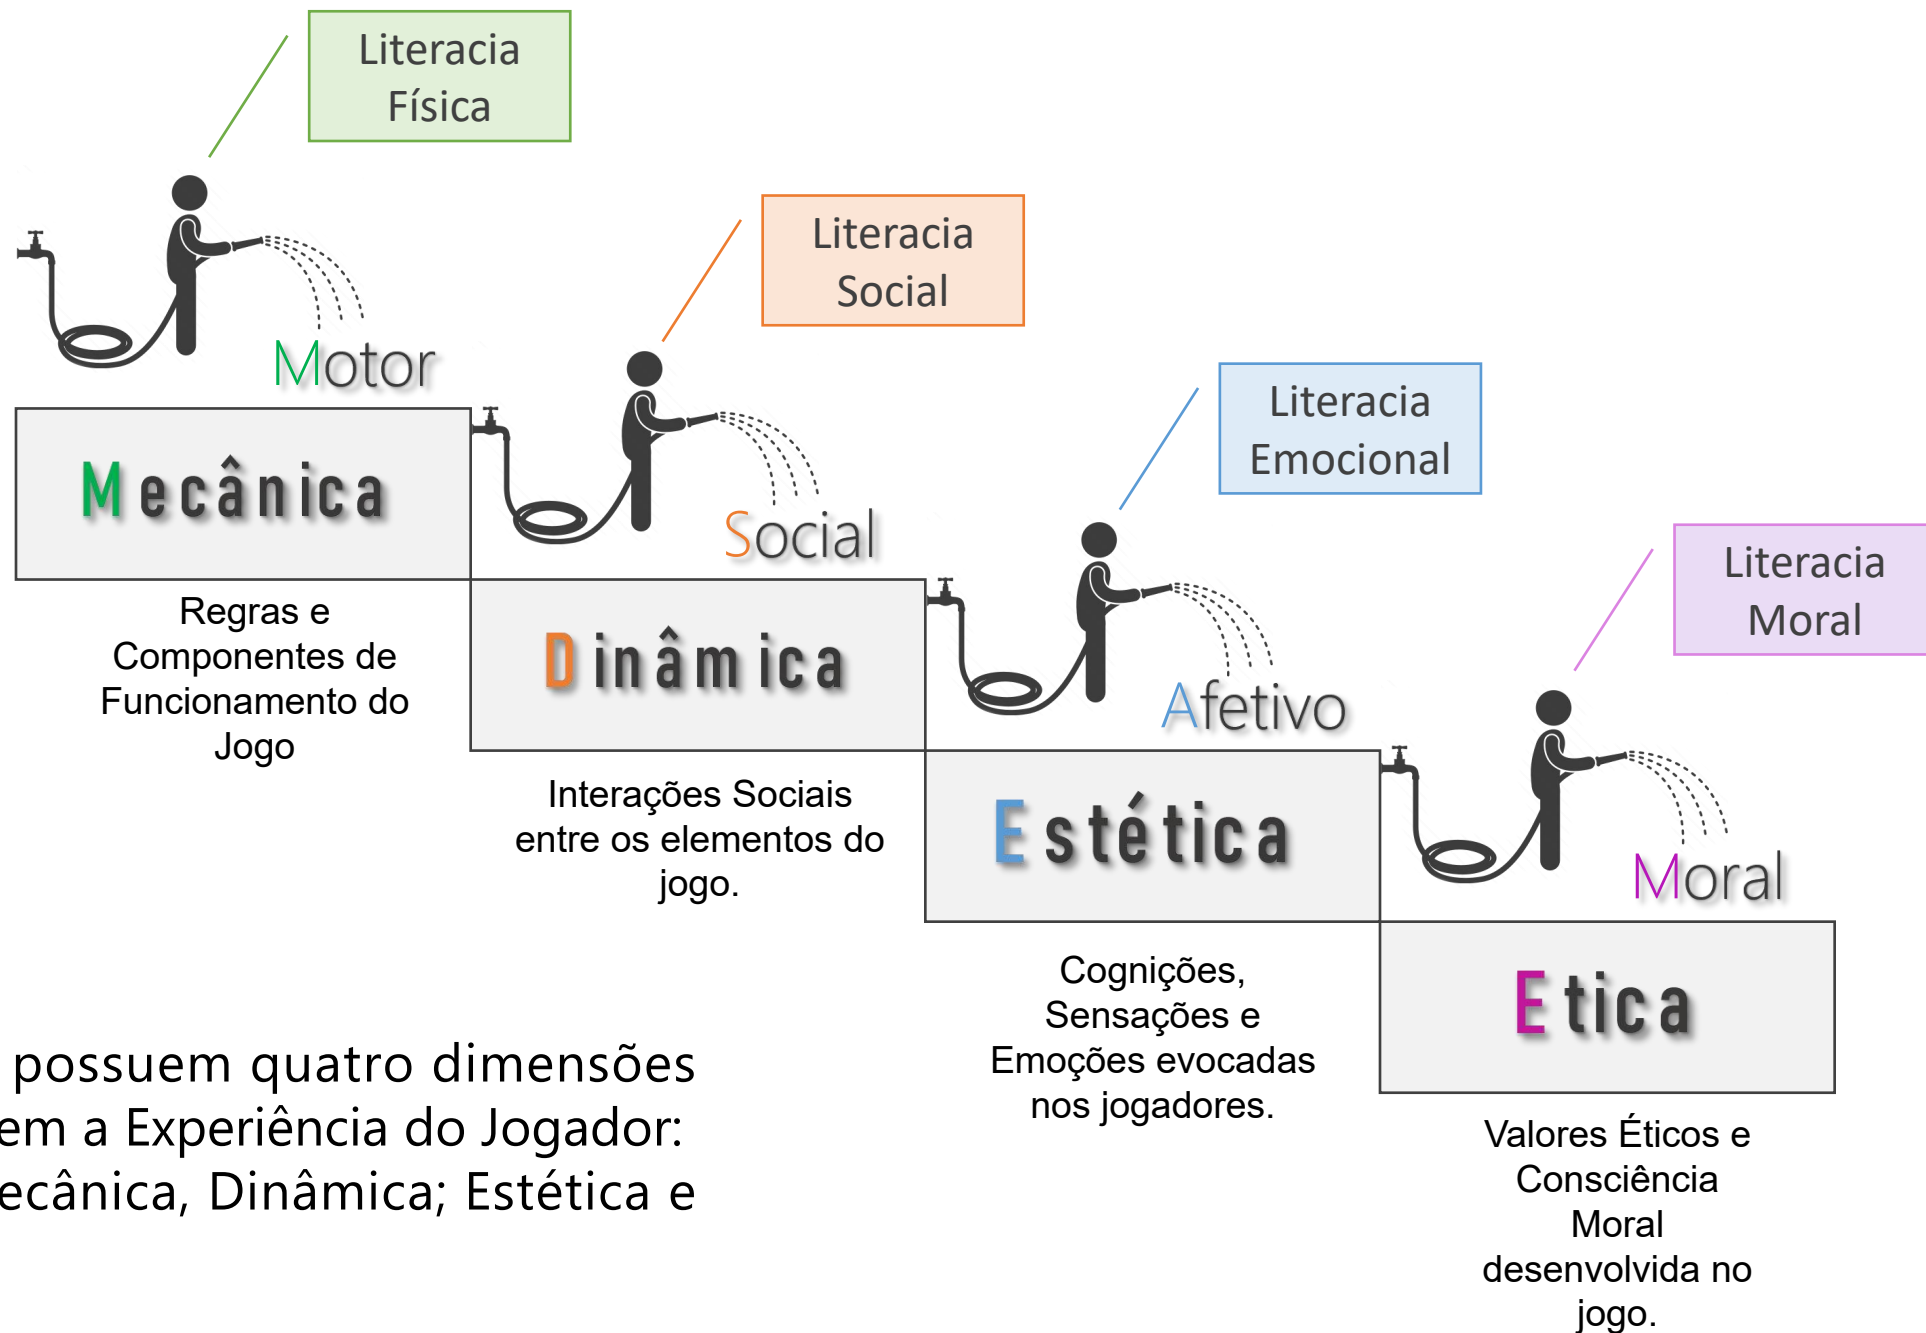 Literacia
Física
Motor
Mecânica
Regras e
Componentes de
Funcionamento do
Jogo
Literacia
Social
Social
Dinâmica
Interações Sociais
entre os elementos do
jogo.
Literacia
Emocional
Afetivo
Estética
Cognições,
Sensações e
Emoções evocadas
nos jogadores.
Literacia
Moral
Moral
Etica
Valores Éticos e
Consciência
Moral
desenvolvida no
jogo.
possuem quatro dimensões
a Experiência do Jogador:
Dinâmica; Estética e